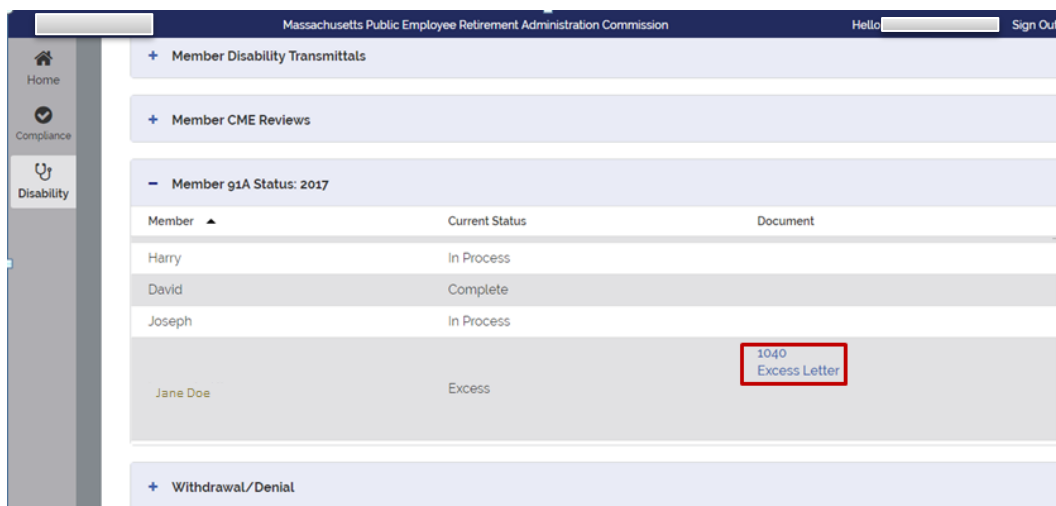 Massachusetts Public Employee Retirement Administration Commission Hello Sign Out
Home
Compliance
Disability
+ Member Disability Transmittals
+ Member CME Reviews
− Member 91A Status: 2017
Member ▲ Current Status Document
Harry In Process
David Complete
Joseph In Process
Jane Doe Excess 1040
Excess Letter
+ Withdrawal/Denial